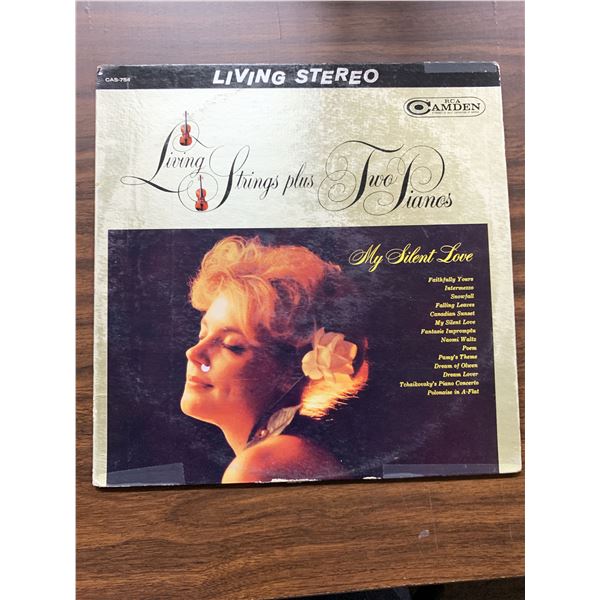 LIVING STEREO
CAS-754
RCA
CAMDEN
Living
Strings plus Two Pianos
My Silent Love
Faithfully Yours
Intermezzo
Snowfall
Falling Leaves
Canadian Sunset
My Silent Love
Fantasie Impromptu
Naomi Waltz
Poem
Pamy's Theme
Dream of Olwen
Dream Lover
Tchaikovsky's Piano Concerto
Polonaise in A-Flat